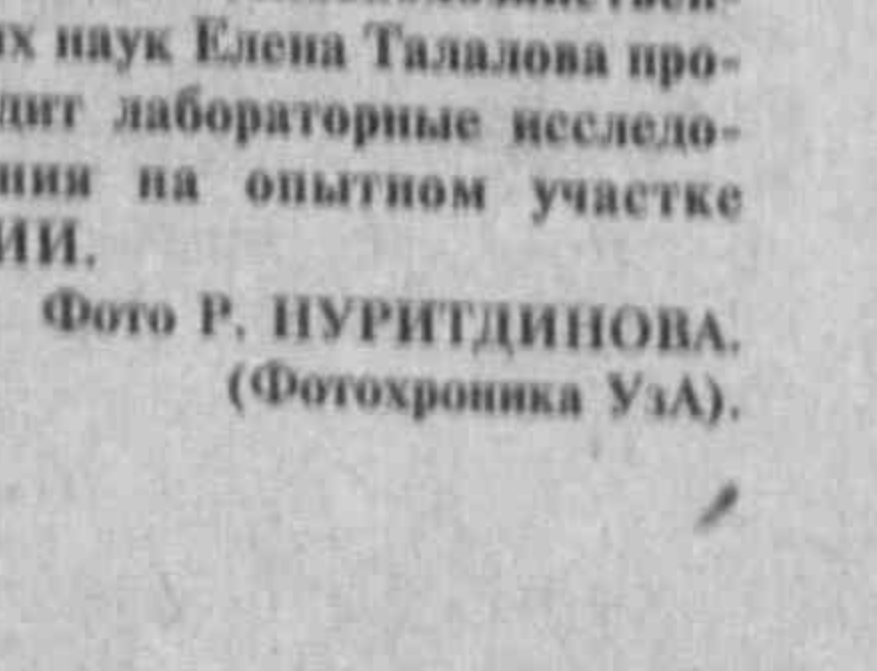 их наук Елена Талалова про-
дит лабораторные исследо-
ния на опытном участке
ИИ.
Фото Р. НУРИТДИНОВА.
(Фотохроника УзА).